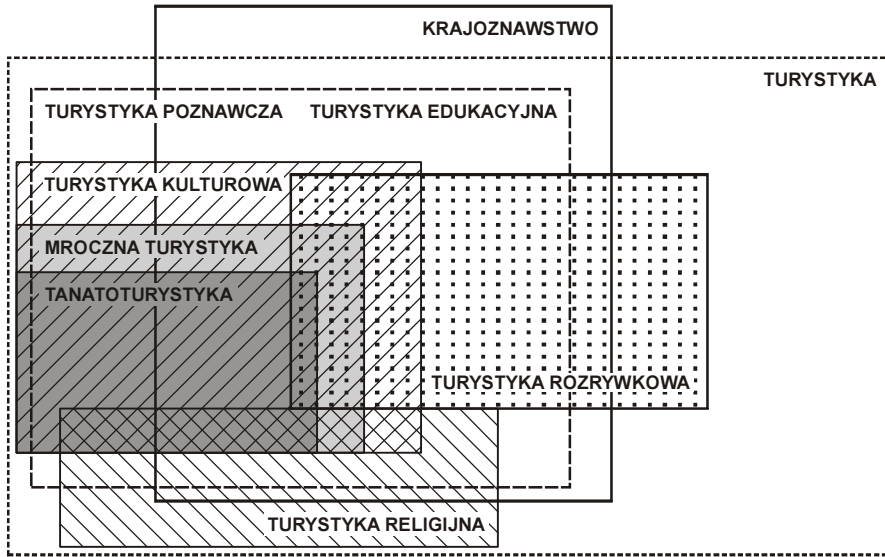 KRAJOZNAWSTWO
TURYSTYKA
TURYSTYKA POZNAWCZA TURYSTYKA EDUKACYJNA
TURYSTYKA KULTUROWA
MROCZNA TURYSTYKA
TANATOTURYSTYKA
TURYSTYKA ROZRYWKOWA
TURYSTYKA RELIGIJNA